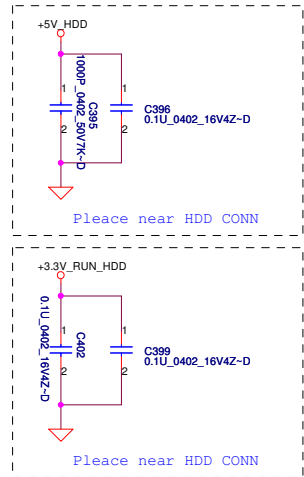 +5V_HDD
1
1
1000P_0402_50V7K~D
C395
C396
0.1U_0402_16V4Z~D
2
2
Pleace near HDD CONN
+3.3V_RUN_HDD
1
1
0.1U_0402_16V4Z~D
C402
C399
0.1U_0402_16V4Z~D
2
2
Pleace near HDD CONN